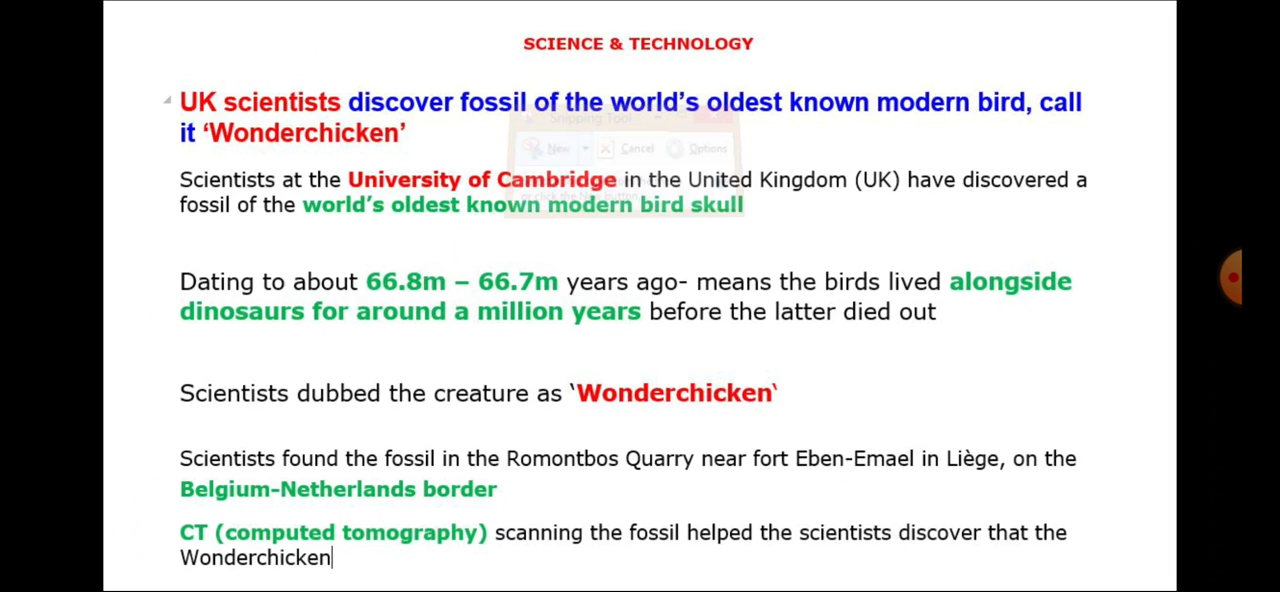 SCIENCE & TECHNOLOGY
UK scientists discover fossil of the world's oldest known modern bird, call
it ‘Wonderchicken’
Snipping Tool
New Cancel Options
Scientists at the University of Cambridge in the United Kingdom (UK) have discovered a
fossil of the world's oldest known modern bird skull
Dating to about 66.8m – 66.7m years ago- means the birds lived alongside
dinosaurs for around a million years before the latter died out
Scientists dubbed the creature as ‛Wonderchicken‛
Scientists found the fossil in the Romontbos Quarry near fort Eben-Emael in Liège, on the
Belgium-Netherlands border
CT (computed tomography) scanning the fossil helped the scientists discover that the
Wonderchicken